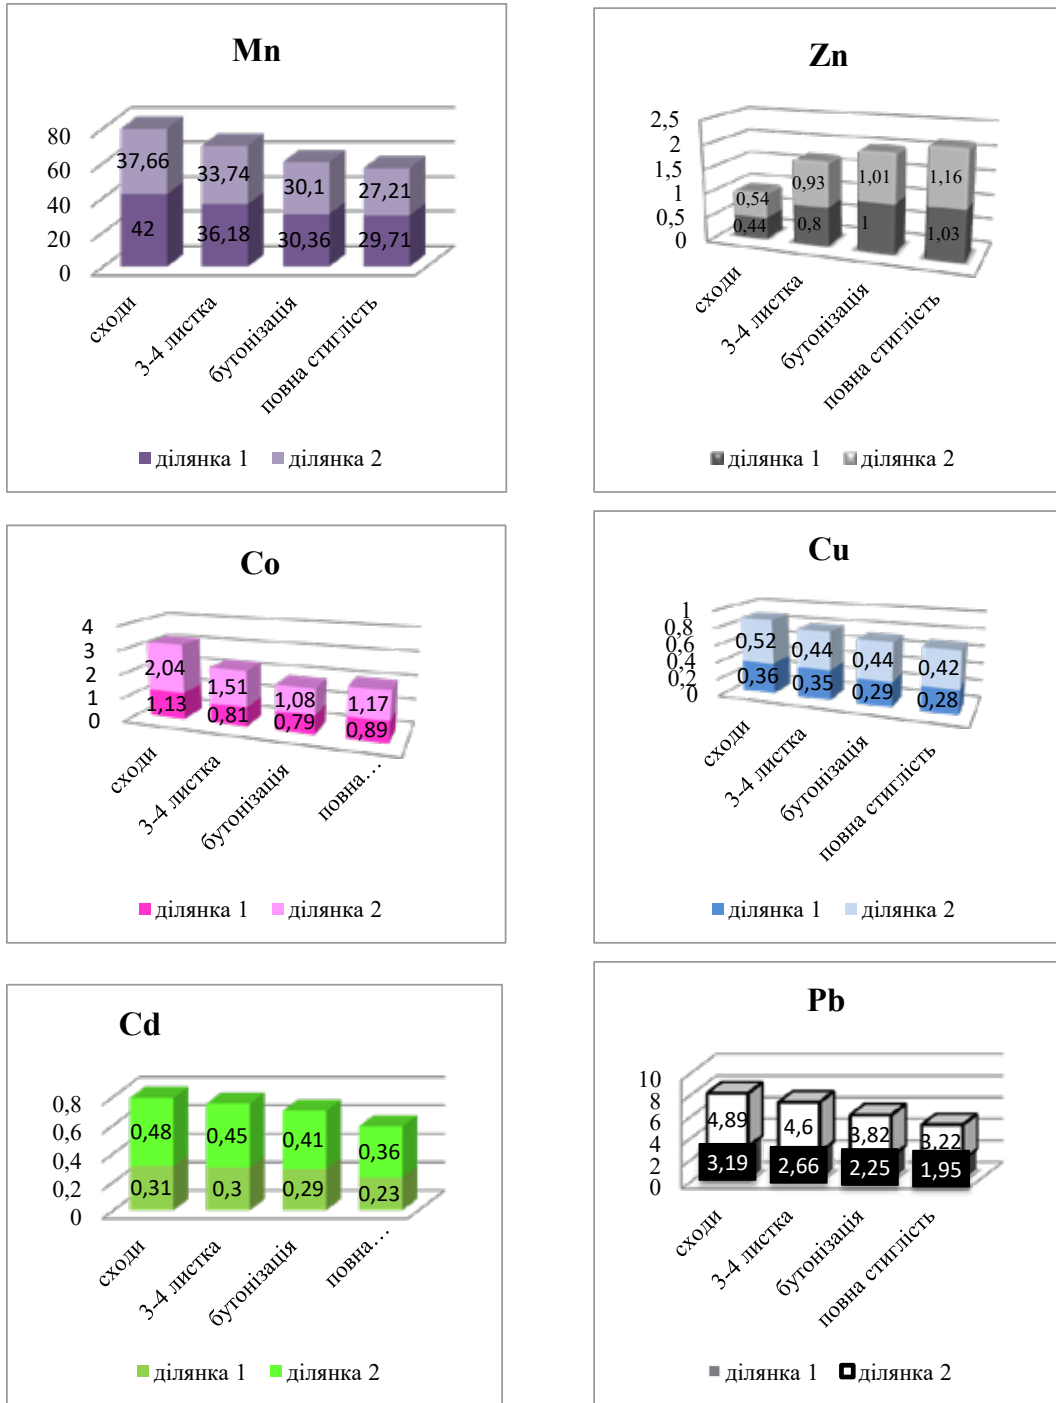 Mn
80
60
40
20
0
37,66
33,74
30,1
27,21
42
36,18
30,36
29,71
сходи
3-4 листка
бутонізація
повна стиглість
ділянка 1 ділянка 2
Zn
2,5
2
1,5
1
0,5
0
0,54
0,93
1,01
1,16
0,44
0,8
1
1,03
сходи
3-4 листка
бутонізація
повна стиглість
ділянка 1 ділянка 2
Co
4
3
2
1
0
2,04
1,51
1,08
1,17
1,13
0,81
0,79
0,89
сходи
3-4 листка
бутонізація
повна…
ділянка 1 ділянка 2
Cu
1
0,8
0,6
0,4
0,2
0
0,52
0,44
0,44
0,42
0,36
0,35
0,29
0,28
сходи
3-4 листка
бутонізація
повна стиглість
ділянка 1 ділянка 2
Cd
0,8
0,6
0,4
0,2
0
0,48
0,45
0,41
0,36
0,31
0,3
0,29
0,23
сходи
3-4 листка
бутонізація
повна…
ділянка 1 ділянка 2
Pb
10
8
6
4
2
0
4,89
4,6
3,82
3,22
3,19
2,66
2,25
1,95
сходи
3-4 листка
бутонізація
повна стиглість
ділянка 1 ділянка 2